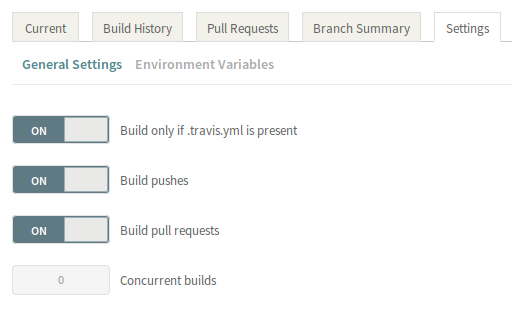 Current Build History Pull Requests Branch Summary Settings
General Settings Environment Variables
ON Build only if .travis.yml is present
ON Build pushes
ON Build pull requests
0 Concurrent builds